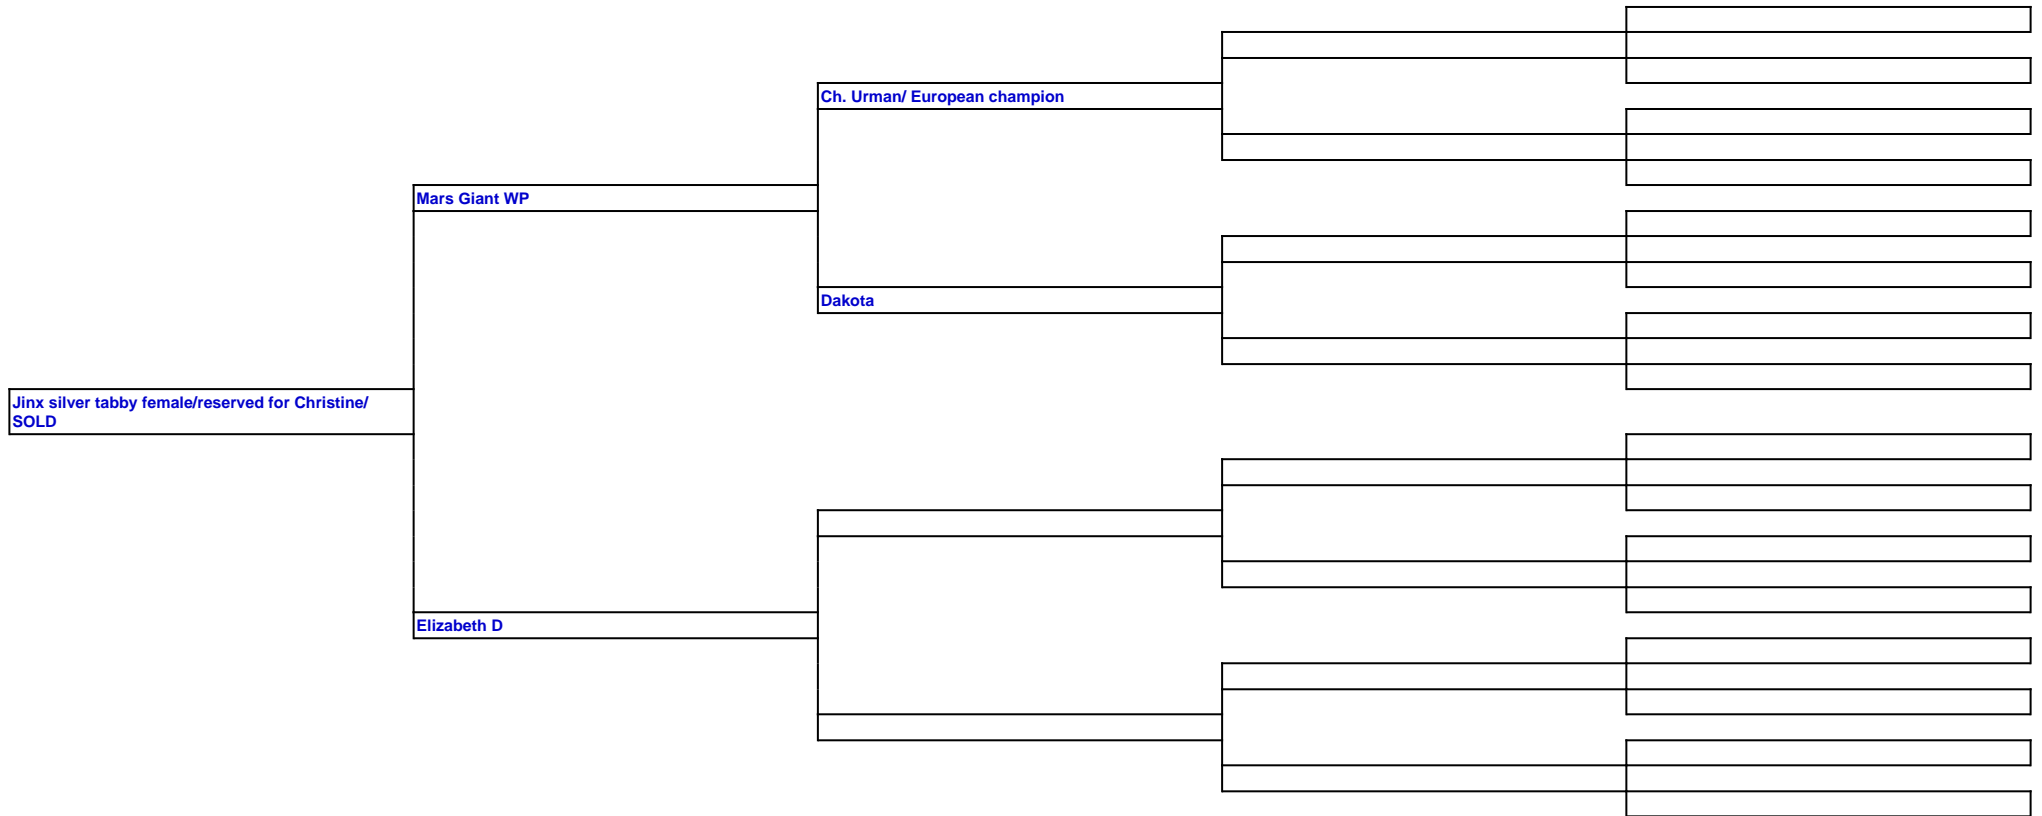 Ch. Urman/ European champion
Mars Giant WP
Dakota
Jinx silver tabby female/reserved for Christine/
SOLD
Elizabeth D